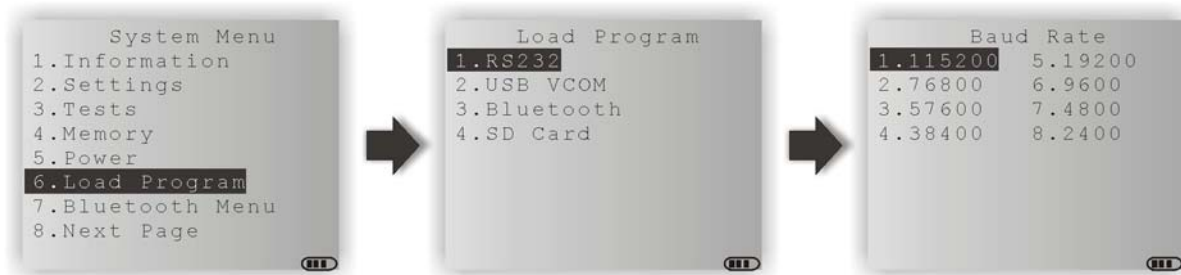 System Menu
1.Information
2.Settings
3.Tests
4.Memory
5.Power
6.Load Program
7.Bluetooth Menu
8.Next Page
Load Program
1.RS232
2.USB VCOM
3.Bluetooth
4.SD Card
Baud Rate
1.115200 5.19200
2.76800 6.9600
3.57600 7.4800
4.38400 8.2400